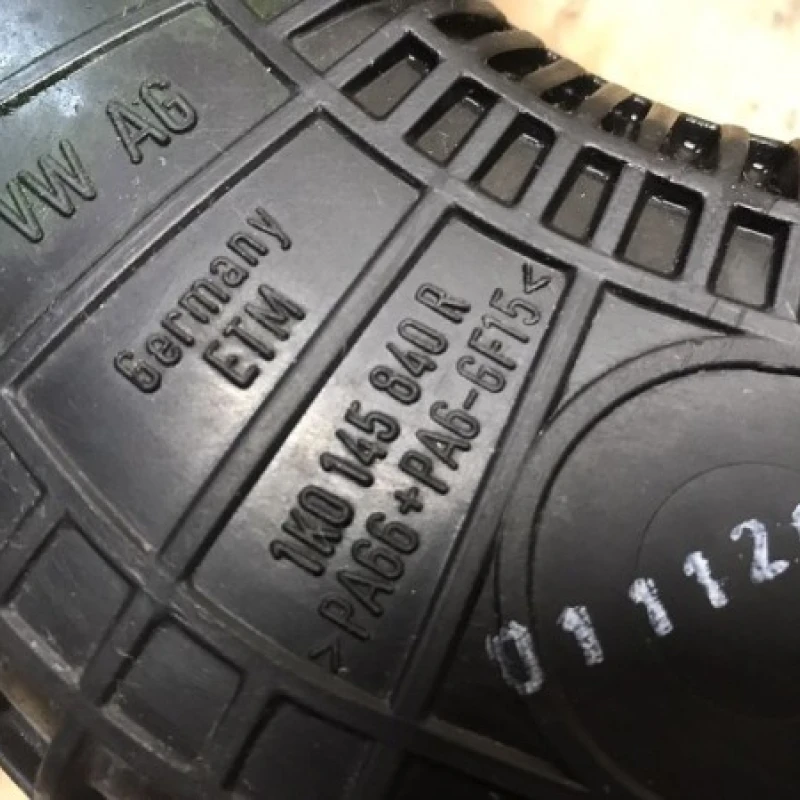 VW AG
Germany
ETM
1K0 145 840 R
>PA66+PA6-GF15<
01112